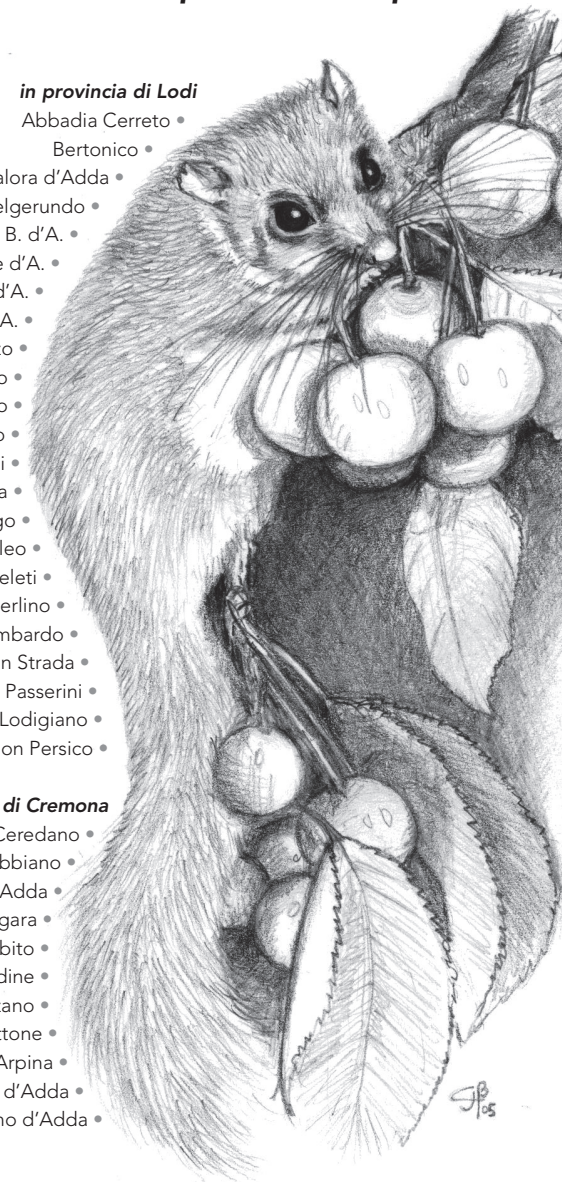 in provincia di Lodi
Abbadia Cerreto •
Bertonico •
alora d'Adda •
elgerundo •
B. d'A. •
e d'A. •
d'A. •
A. •
to •
o •
o •
o •
i •
a •
go •
leo •
eleti •
erlino •
mbardo •
n Strada •
Passerini •
Lodigiano •
on Persico •
di Cremona
Ceredano •
bbiano •
Adda •
gara •
bito •
dine •
tano •
ttone •
Arpina •
d'Adda •
no d'Adda •
05